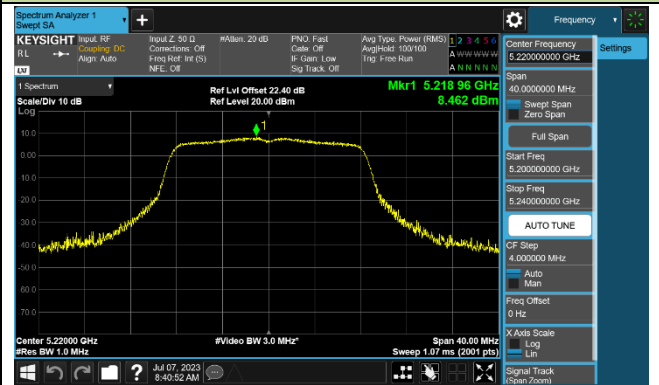 Spectrum Analyzer 1
Swept SA
Frequency
KEYSIGHT
RL
LXI
Input: RF
Coupling: DC
Align: Auto
Input Z: 50 Ω
Corrections: Off
Freq Ref: Int (S)
NFE: Off
#Atten: 20 dB
PNO: Fast
Gate: Off
IF Gain: Low
Sig Track: Off
Avg Type: Power (RMS)
Avg|Hold: 100/100
Trig: Free Run
1 2 3 4 5 6
A W W W W W
A N N N N N
1 Spectrum
Scale/Div 10 dB
Log
Ref Lvl Offset 22.40 dB
Ref Level 20.00 dBm
Mkr1 5.218 96 GHz
8.462 dBm
1
10.0
0.00
-10.0
-20.0
-30.0
-40.0
-50.0
-60.0
-70.0
Center 5.22000 GHz
#Res BW 1.0 MHz
#Video BW 3.0 MHz*
Span 40.00 MHz
Sweep 1.07 ms (2001 pts)
Center Frequency
5.220000000 GHz
Settings
Span
40.0000000 MHz
Swept Span
Zero Span
Full Span
Start Freq
5.200000000 GHz
Stop Freq
5.240000000 GHz
AUTO TUNE
CF Step
4.000000 MHz
Auto
Man
Freq Offset
0 Hz
X Axis Scale
Log
Lin
Signal Track
(Span Zoom)
?
Jul 07, 2023
8:40:52 AM